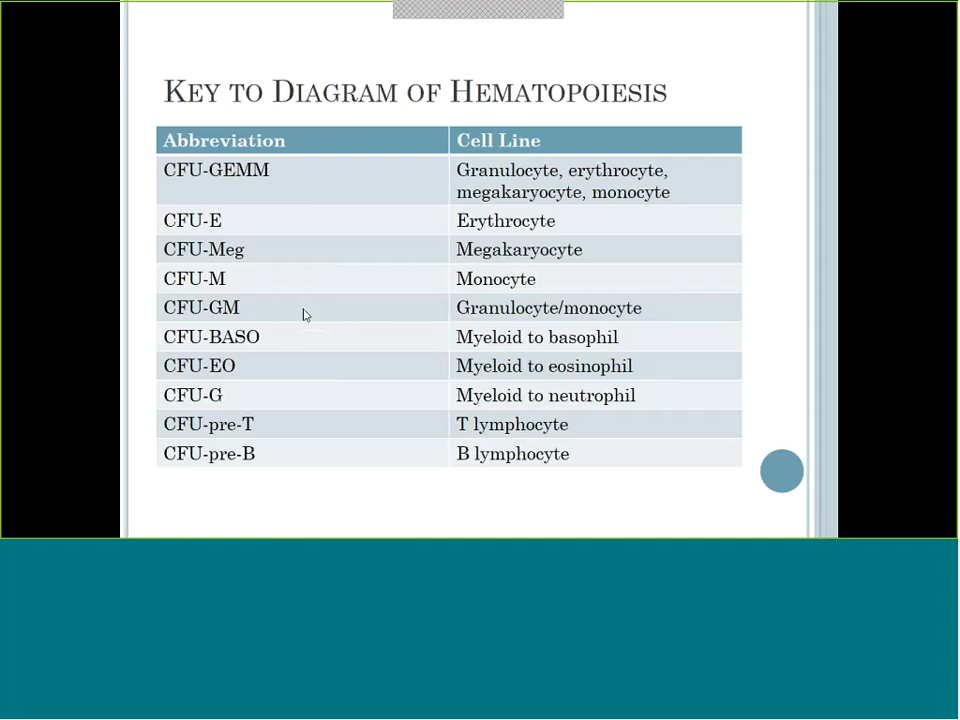 KEY TO DIAGRAM OF HEMATOPOIESIS
Abbreviation Cell Line
CFU-GEMM Granulocyte, erythrocyte,
megakaryocyte, monocyte
CFU-E Erythrocyte
CFU-Meg Megakaryocyte
CFU-M Monocyte
CFU-GM Granulocyte/monocyte
CFU-BASO Myeloid to basophil
CFU-EO Myeloid to eosinophil
CFU-G Myeloid to neutrophil
CFU-pre-T T lymphocyte
CFU-pre-B B lymphocyte